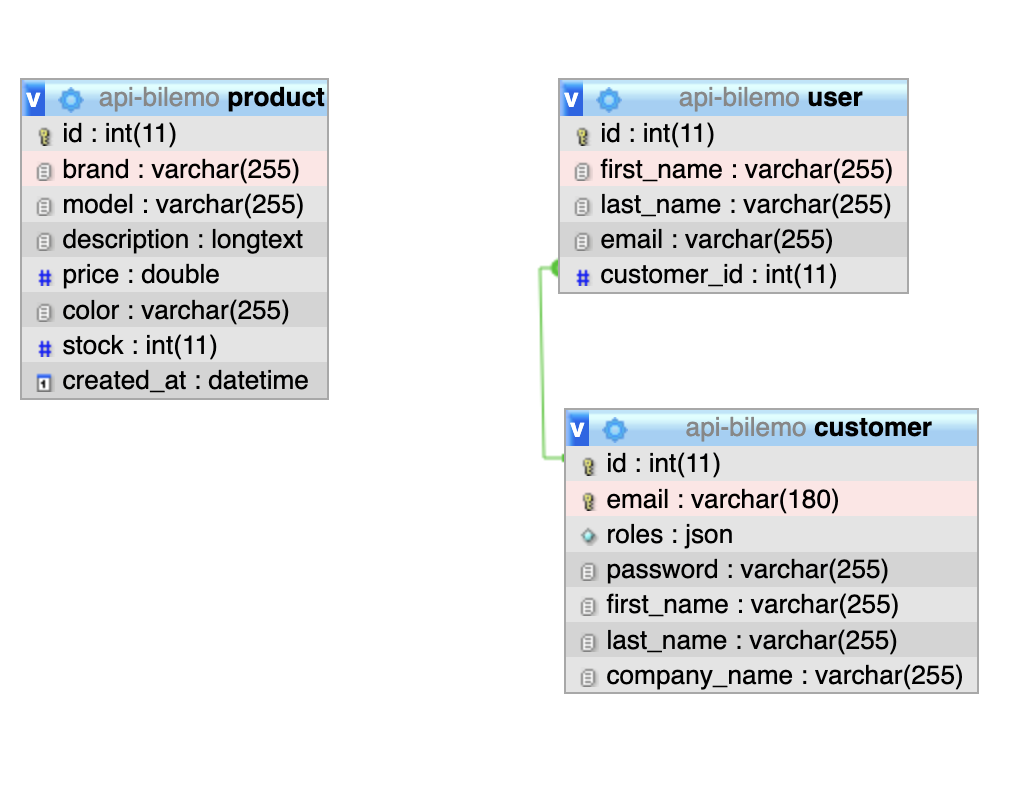 v api-bilemo product
id : int(11)
brand : varchar(255)
model : varchar(255)
description : longtext
# price : double
color : varchar(255)
# stock : int(11)
1 created_at : datetime
v api-bilemo user
id : int(11)
first_name : varchar(255)
last_name : varchar(255)
email : varchar(255)
# customer_id : int(11)
v api-bilemo customer
id : int(11)
email : varchar(180)
roles : json
password : varchar(255)
first_name : varchar(255)
last_name : varchar(255)
company_name : varchar(255)